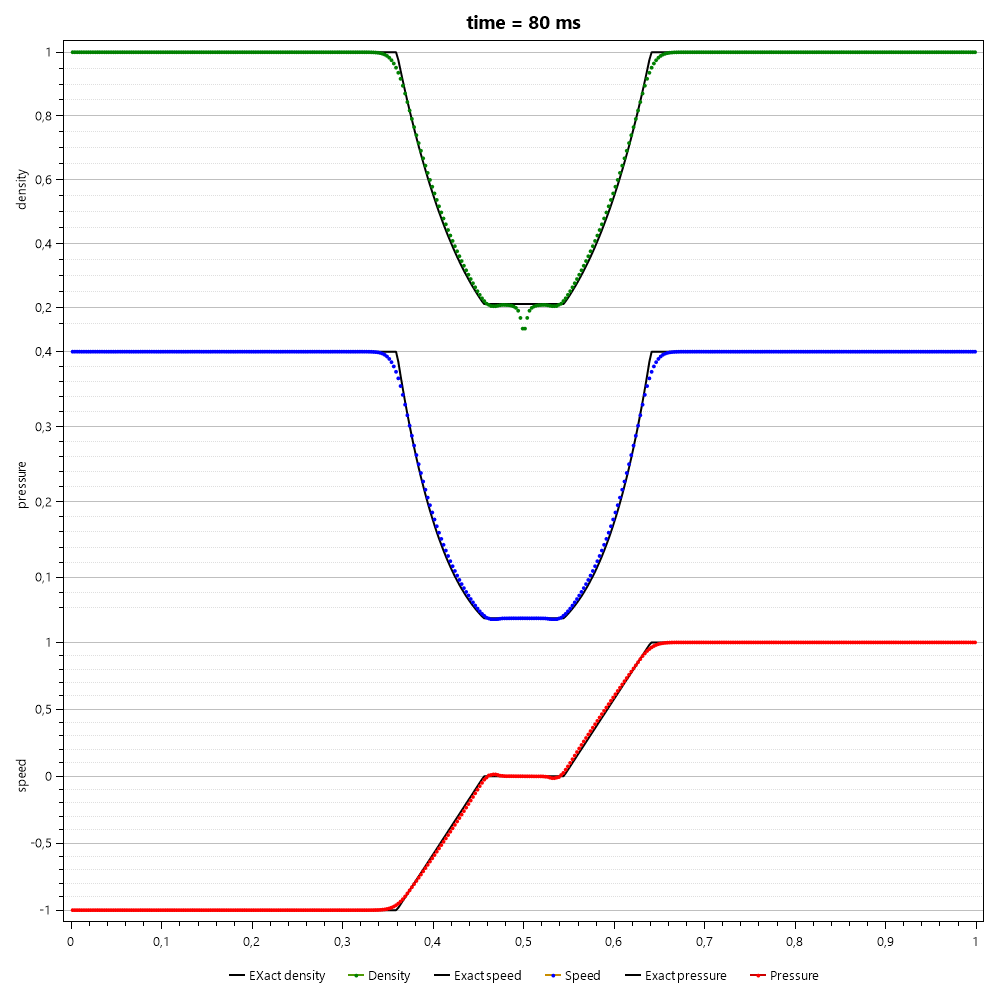 time = 80 ms
1
0,8
0,6
0,4
0,2
density
0,4
0,3
0,2
0,1
pressure
1
0,5
0
-0,5
-1
speed
0 0,1 0,2 0,3 0,4 0,5 0,6 0,7 0,8 0,9 1
EXact density Density Exact speed Speed Exact pressure Pressure